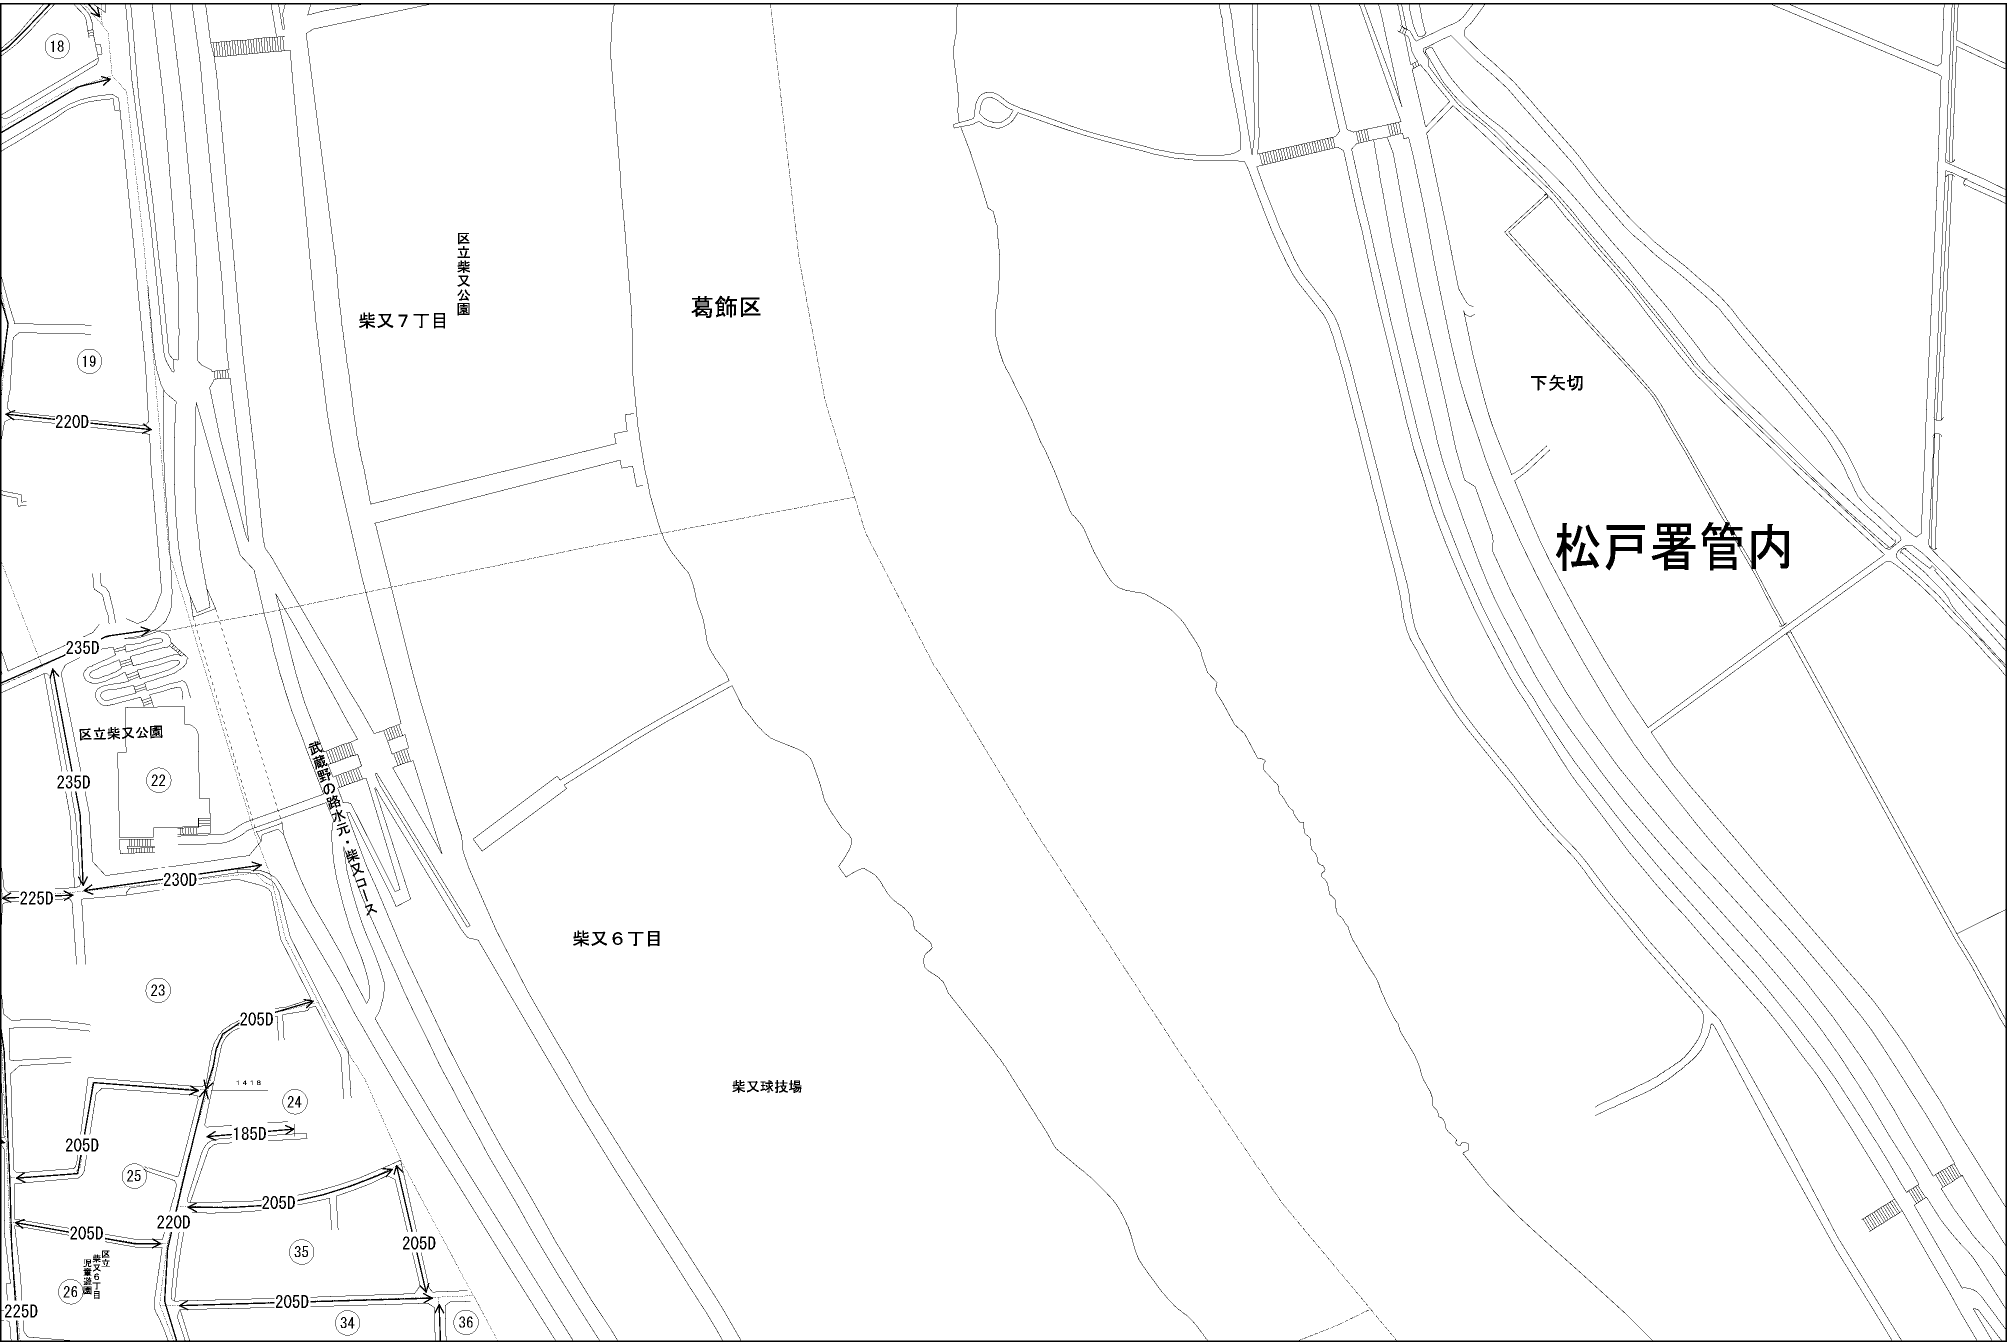 18
区立柴又公園
葛飾区
柴又７丁目
19
下矢切
220D
松戸署管内
235D
区立柴又公園
235D
22
武蔵野の路水元・柴又コース
230D
225D
柴又６丁目
23
205D
1418
柴又球技場
24
185D
205D
25
205D
220D
205D
205D
35
区立
柴又６丁目
児童遊園
26
205D
225D
34
36